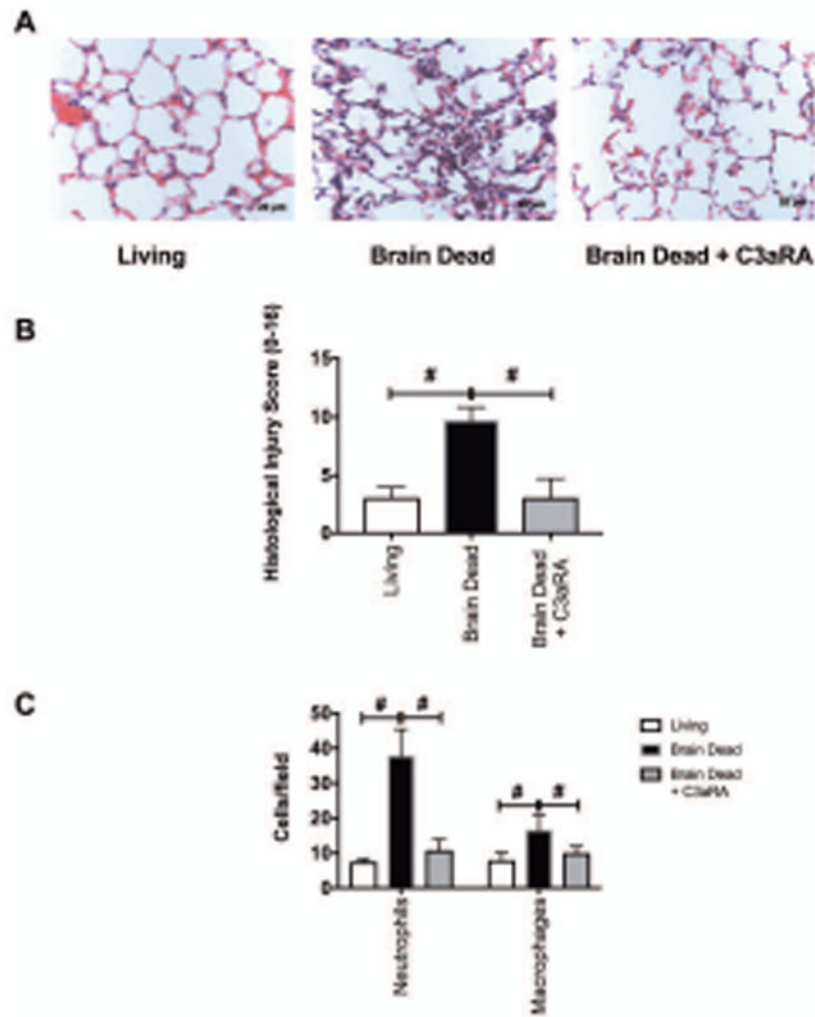 A
Living
Brain Dead
Brain Dead + C3aRA
B
Histological Injury Score (0-16)
15
10
5
0
#
#
Living
Brain Dead
Brain Dead
+ C3aRA
C
Cells/field
50
40
30
20
10
0
#
#
#
#
Neutrophils
Macrophages
Living
Brain Dead
Brain Dead
+ C3aRA